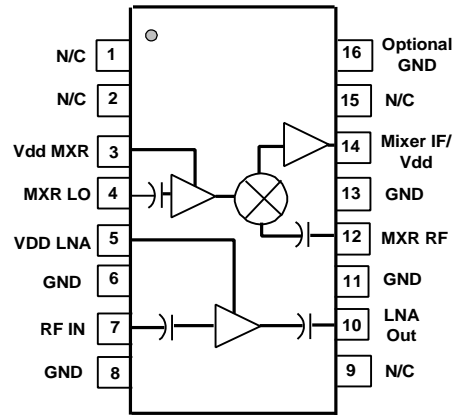 N/C 1
N/C 2
Vdd MXR 3
MXR LO 4
VDD LNA 5
GND 6
RF IN 7
GND 8
16 Optional
GND
15 N/C
14 Mixer IF/
Vdd
13 GND
12 MXR RF
11 GND
10 LNA
Out
9 N/C